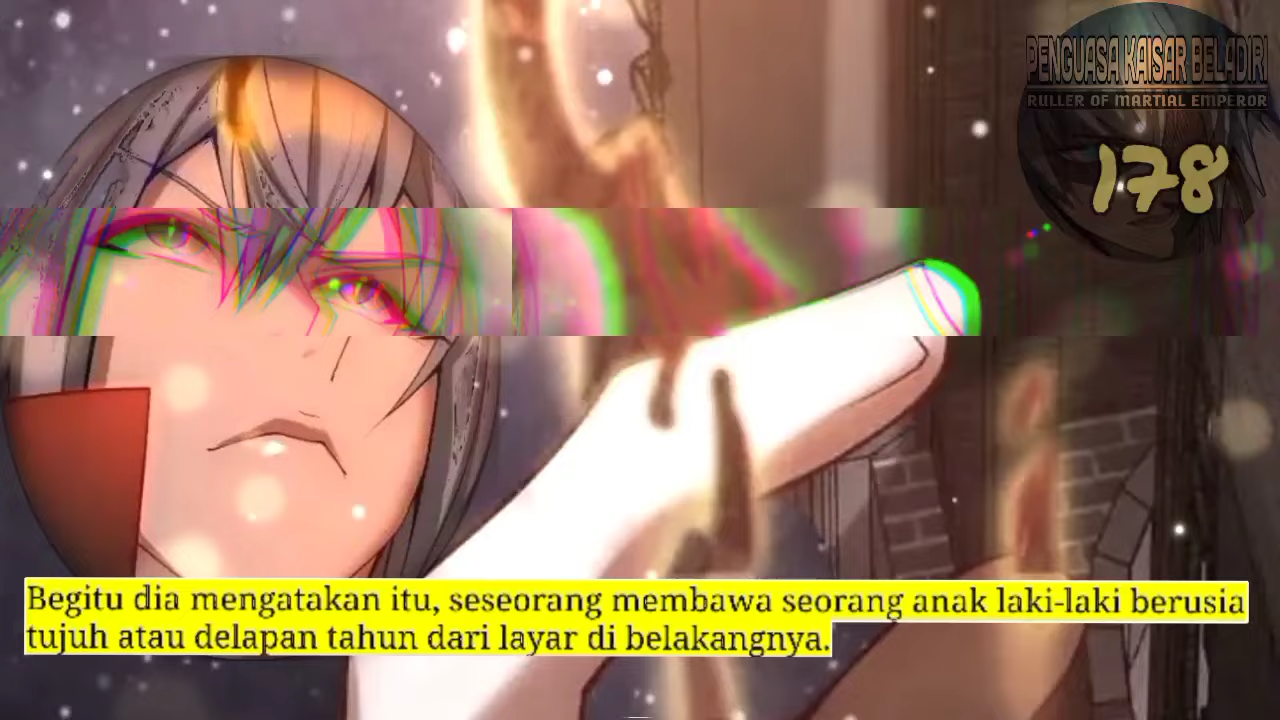 PENGUASA KAISAR BELADIRI
RULLER OF MARTIAL EMPEROR
178
Begitu dia mengatakan itu, seseorang membawa seorang anak laki-laki berusia
tujuh atau delapan tahun dari layar di belakangnya.